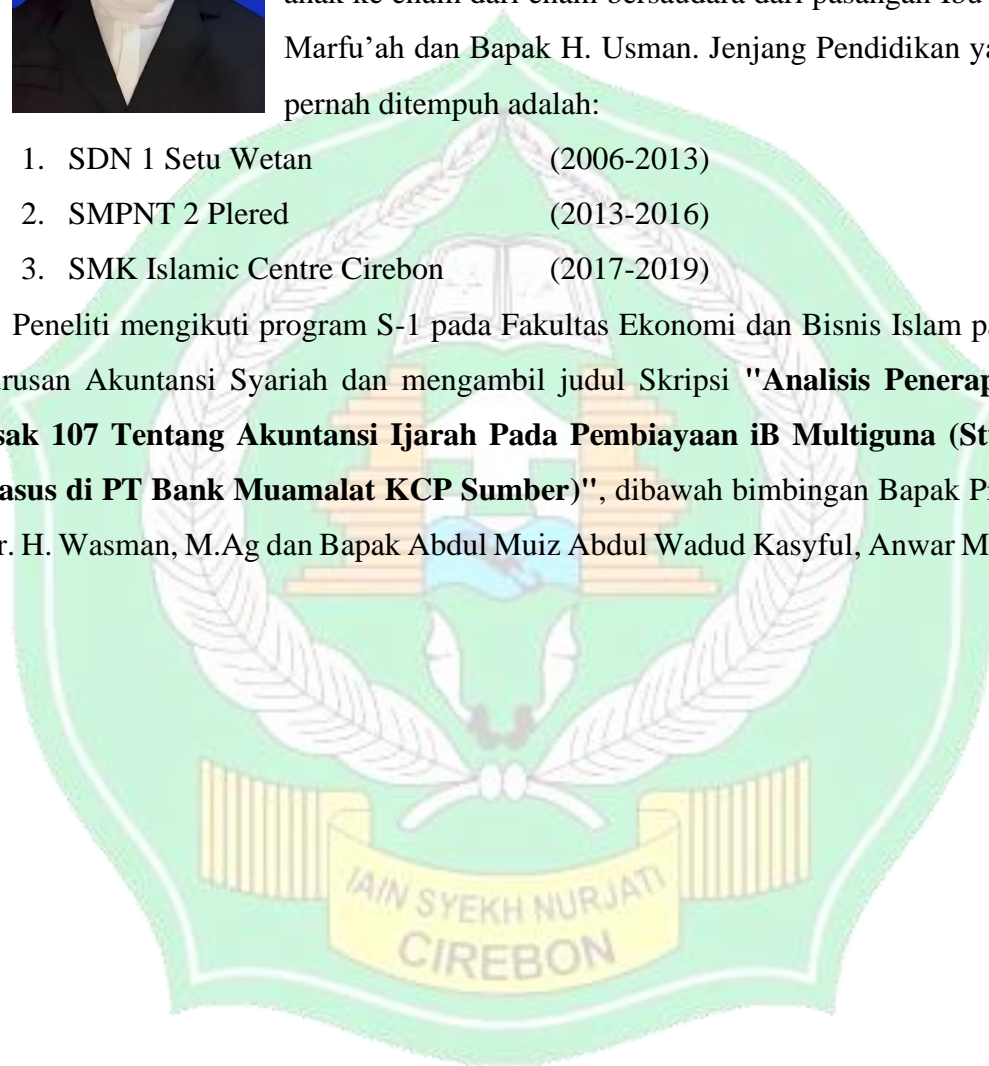 anak ke enam dari enam bersaudara dari pasangan Ibu
Marfu'ah dan Bapak H. Usman. Jenjang Pendidikan ya
pernah ditempuh adalah:
1. SDN 1 Setu Wetan (2006-2013)
2. SMPNT 2 Plered (2013-2016)
3. SMK Islamic Centre Cirebon (2017-2019)
Peneliti mengikuti program S-1 pada Fakultas Ekonomi dan Bisnis Islam pa
rusan Akuntansi Syariah dan mengambil judul Skripsi "Analisis Penerap
sak 107 Tentang Akuntansi Ijarah Pada Pembiayaan iB Multiguna (St
asus di PT Bank Muamalat KCP Sumber)", dibawah bimbingan Bapak P
r. H. Wasman, M.Ag dan Bapak Abdul Muiz Abdul Wadud Kasyful, Anwar M
IAIN SYEKH NURJATI
CIREBON